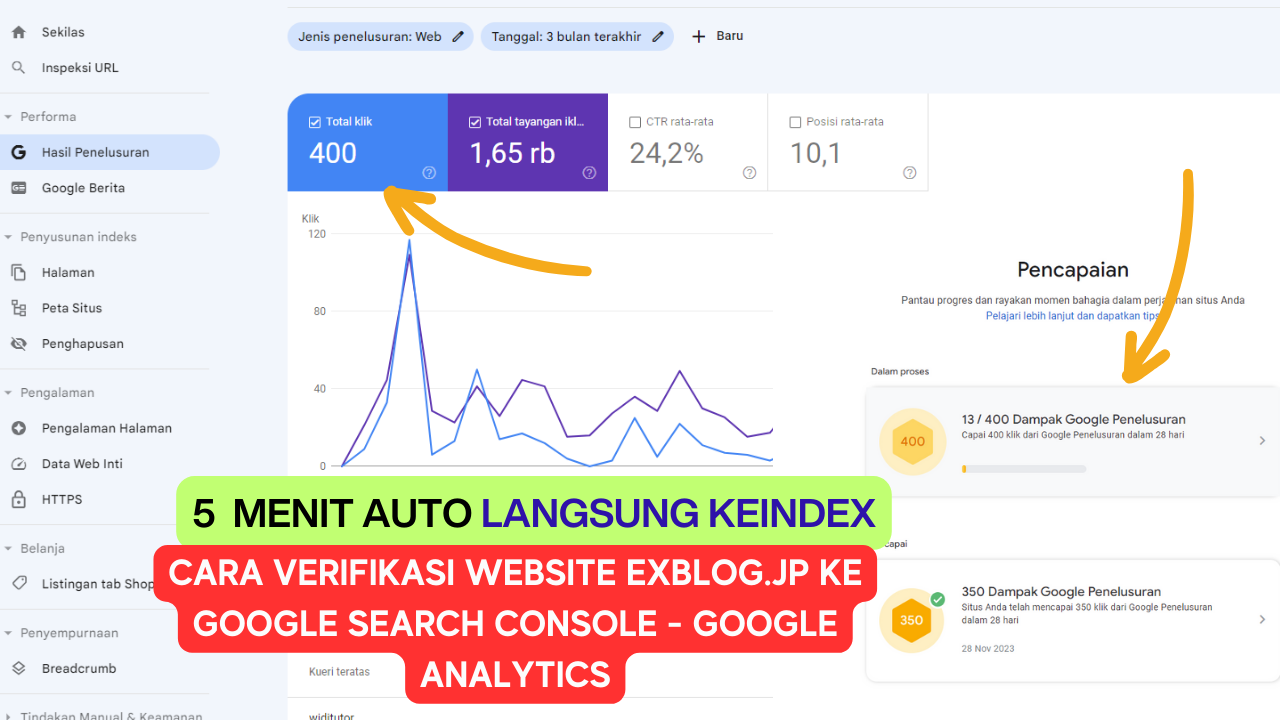 Sekilas
Inspeksi URL
Performa
Hasil Penelusuran
Google Berita
Penyusunan indeks
Halaman
Peta Situs
Penghapusan
Pengalaman
Pengalaman Halaman
Data Web Inti
HTTPS
Belanja
Listingan tab Shop
Penyempurnaan
Breadcrumb
Tindakan Manual & Keamanan
Jenis penelusuran: Web
Tanggal: 3 bulan terakhir
+ Baru
Total klik
400
Total tayangan ikl...
1,65 rb
CTR rata-rata
24,2%
Posisi rata-rata
10,1
Klik
120
80
40
0
Pencapaian
Pantau progres dan rayakan momen bahagia dalam situs Anda
Pelajari lebih lanjut dan dapatkan tips
Dalam proses
400
13 / 400 Dampak Google Penelusuran
Capai 400 klik dari Google Penelusuran dalam 28 hari
350
350 Dampak Google Penelusuran
Situs Anda telah mencapai 350 klik dari Google Penelusuran
dalam 28 hari
28 Nov 2023
5 MENIT AUTO LANGSUNG KEINDEX
CARA VERIFIKASI WEBSITE EXBLOG.JP KE
GOOGLE SEARCH CONSOLE - GOOGLE
ANALYTICS
Kueri teratas
widitutor